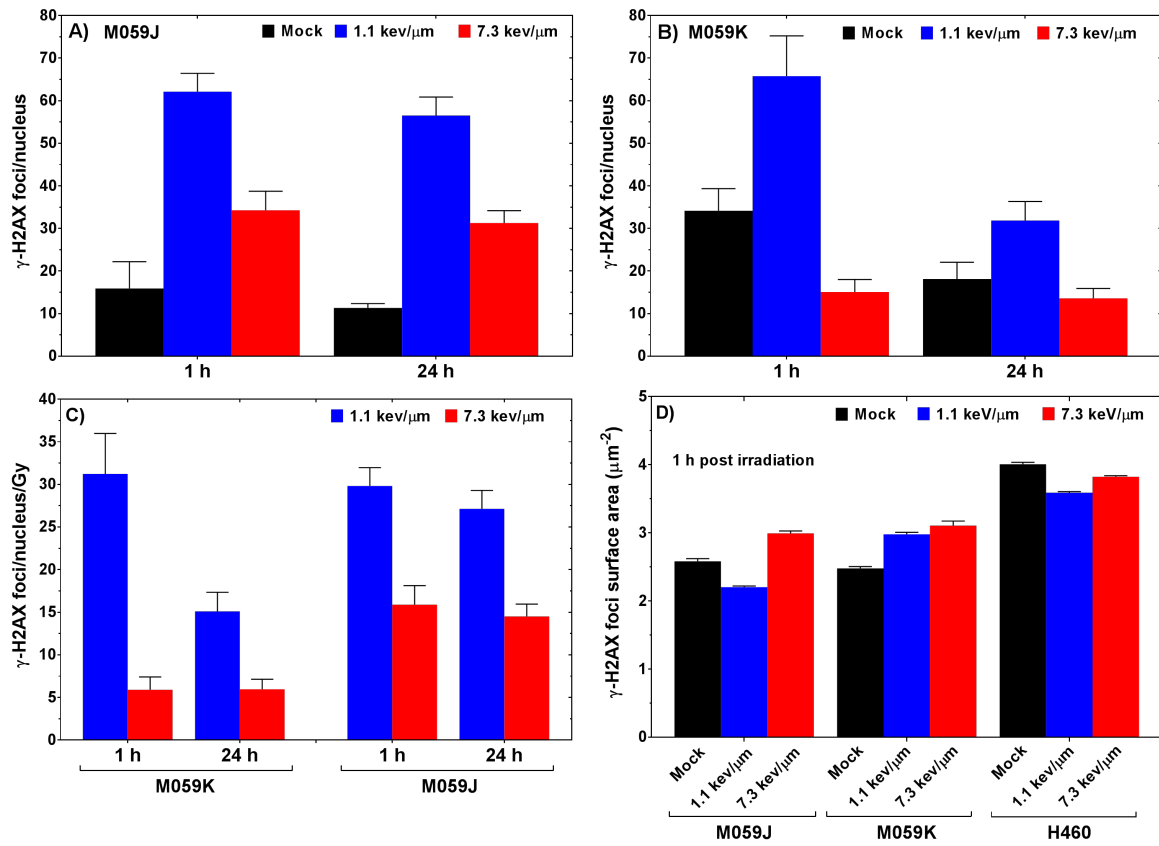 A) M059J
Mock 1.1 kev/μm 7.3 kev/μm
γ-H2AX foci/nucleus
80
70
60
50
40
30
20
10
0
1 h 24 h
B) M059K
Mock 1.1 kev/μm 7.3 kev/μm
γ-H2AX foci/nucleus
80
70
60
50
40
30
20
10
0
1 h 24 h
C)
1.1 kev/μm 7.3 kev/μm
γ-H2AX foci/nucleus/Gy
40
35
30
25
20
15
10
5
0
1 h 24 h 1 h 24 h
M059K M059J
D)
Mock 1.1 keV/μm 7.3 keV/μm
1 h post irradiation
γ-H2AX foci surface area (μm-2)
5
4
3
2
1
0
Mock 1.1 kev/μm 7.3 kev/μm Mock 1.1 kev/μm 7.3 kev/μm Mock 1.1 kev/μm 7.3 kev/μm
M059J M059K H460